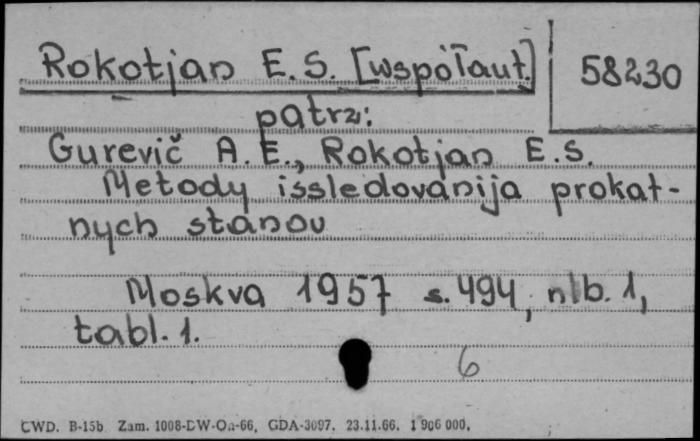 Rokotjan E.S. [współaut.] 58230
patrz:
Gurevič A.E., Rokotjan E.S.
Metody issledovanija prokat-
nych stanov
Moskva 1957 s. 494, nlb. 1,
tabl. 1.
6
CWD. B-15b Zam. 1008-DW-Oa-66, GDA-3097. 23.11.66. 1 906 000,